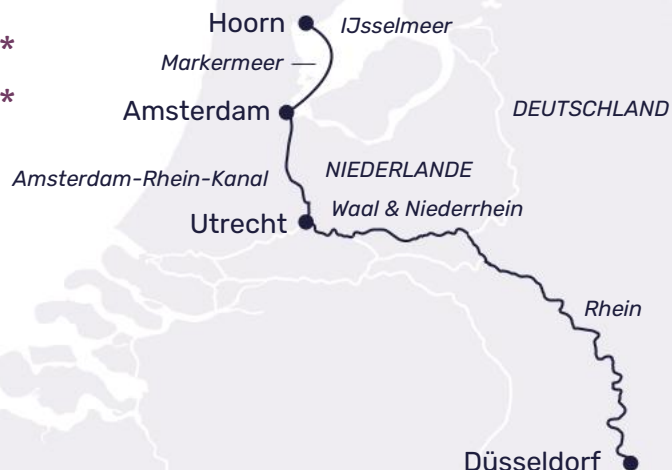 Hoorn
IJsselmeer
*
Markermeer
*
Amsterdam
DEUTSCHLAND
NIEDERLANDE
Amsterdam-Rhein-Kanal
Waal & Niederrhein
Utrecht
Rhein
Düsseldorf